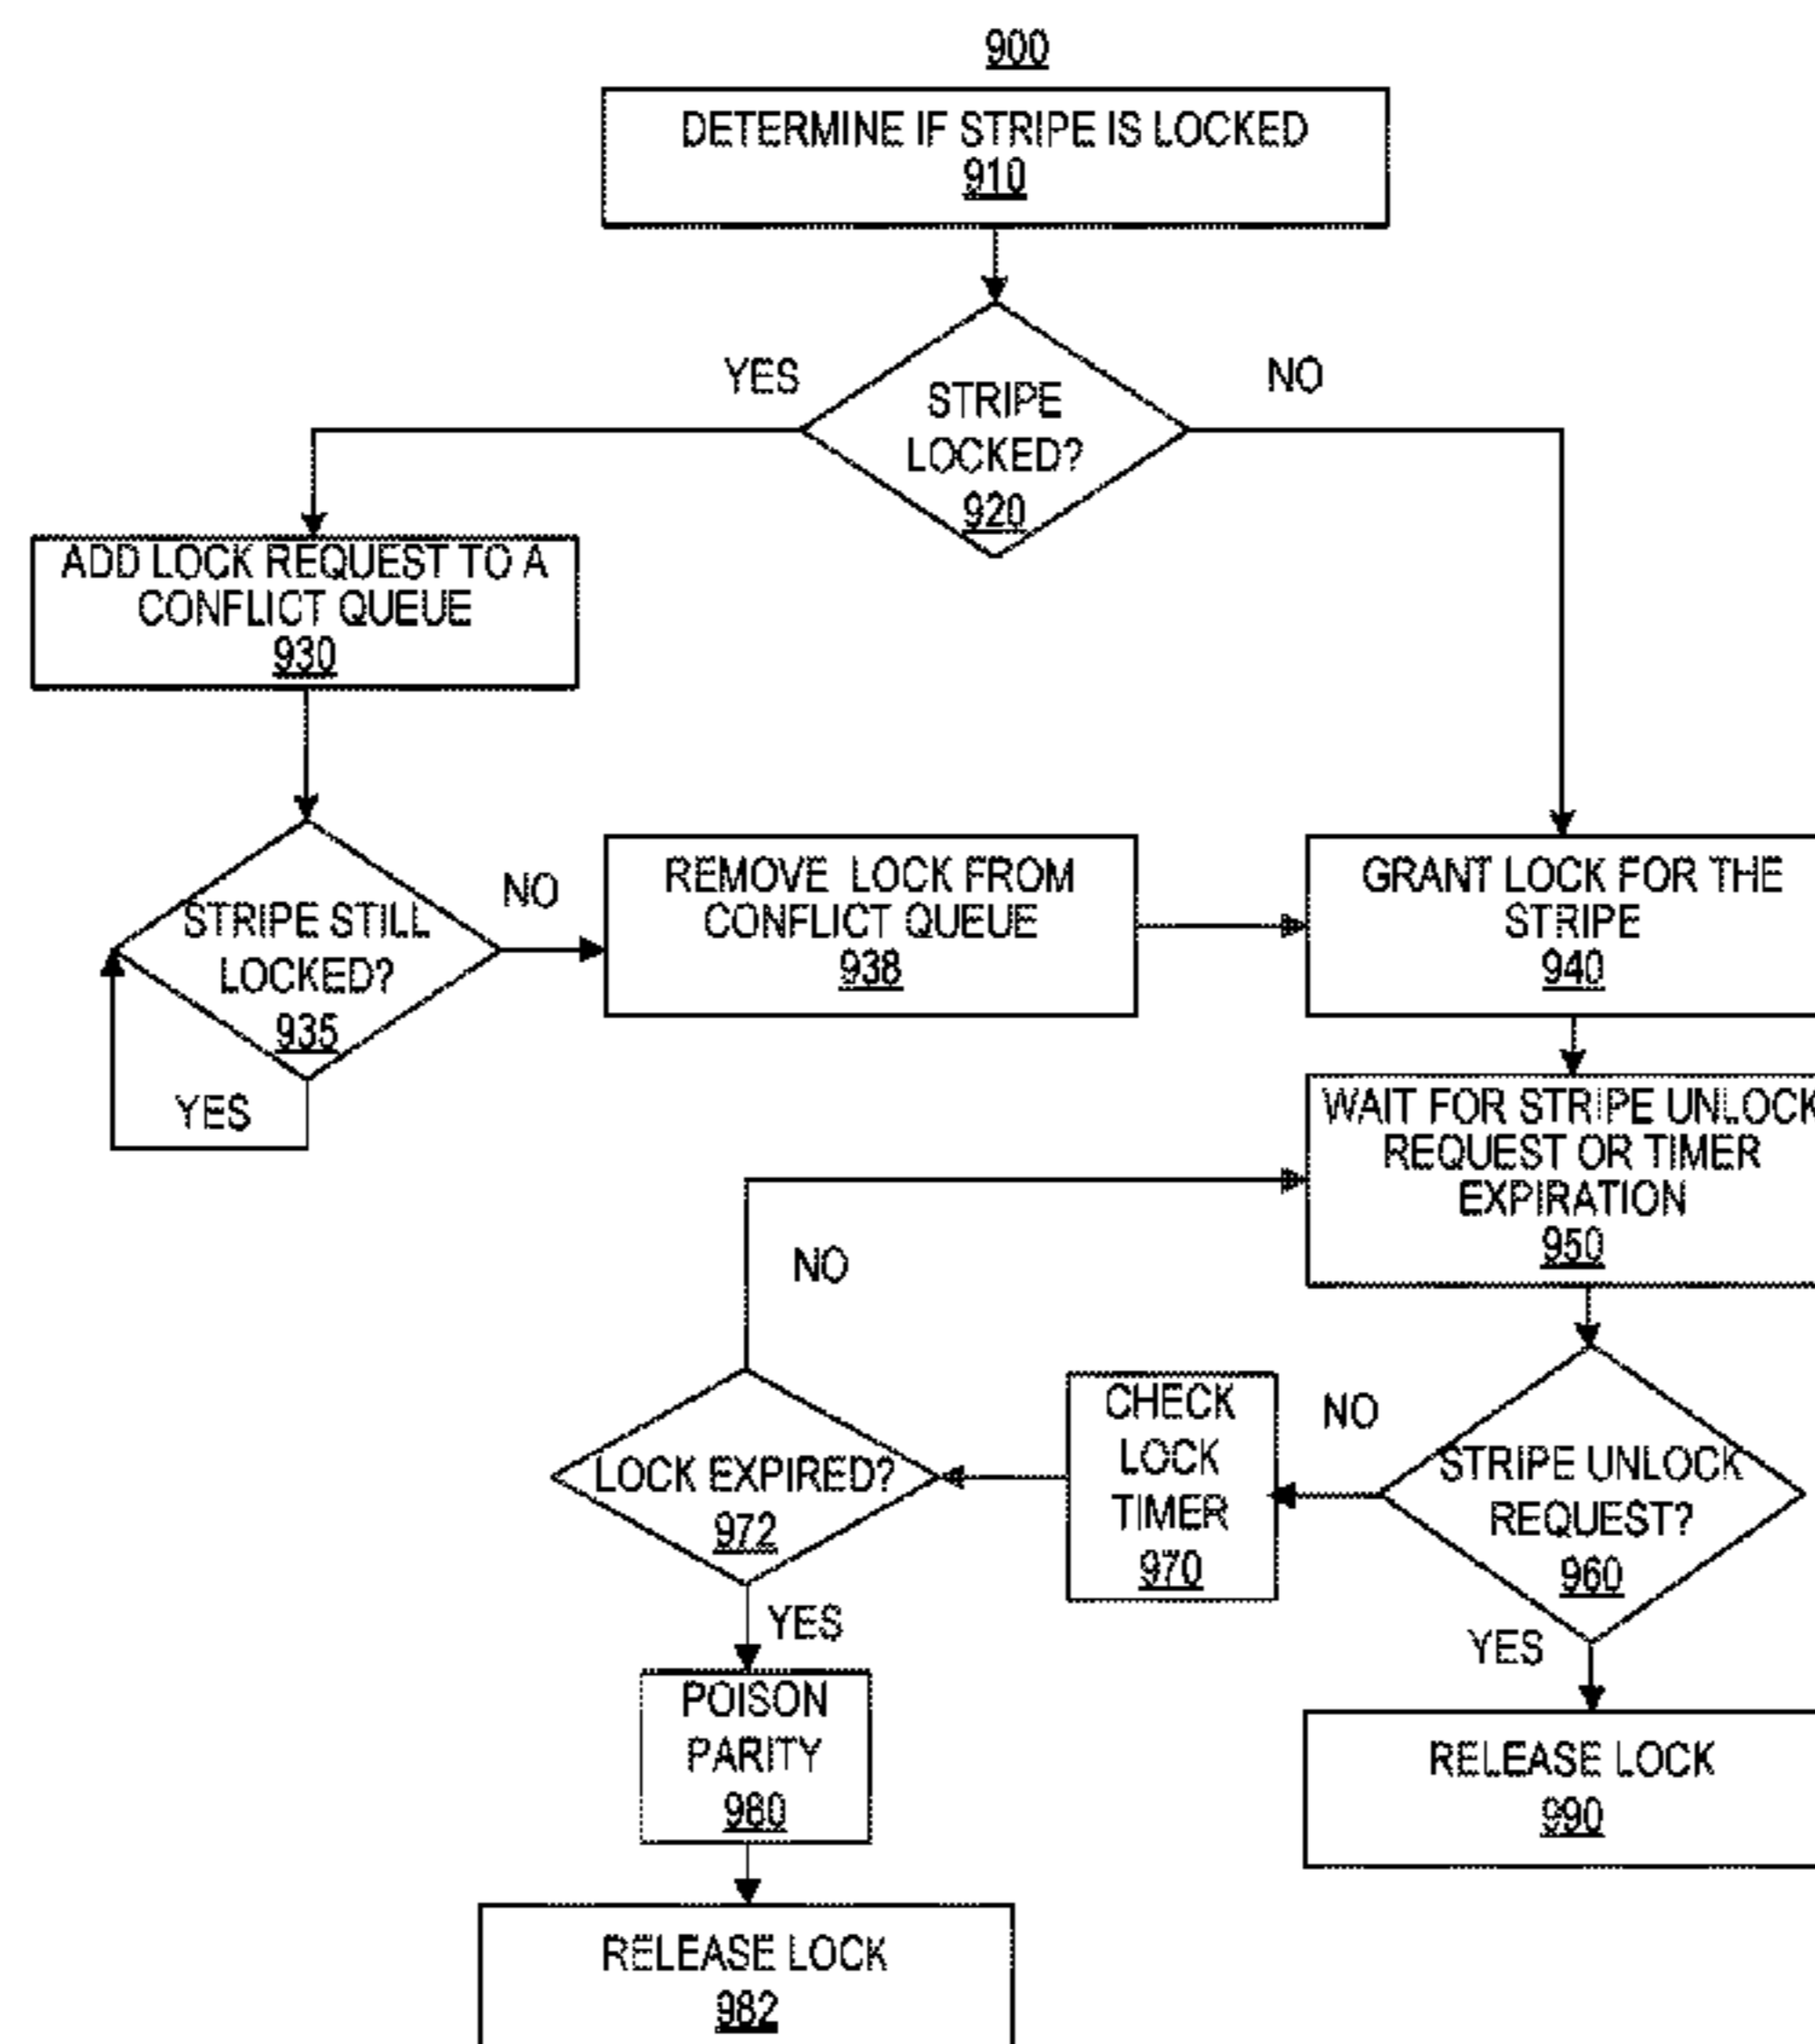 900
DETERMINE IF STRIPE IS LOCKED
910
YES
NO
STRIPE
LOCKED?
920
ADD LOCK REQUEST TO A
CONFLICT QUEUE
930
STRIPE STILL
LOCKED?
935
NO
YES
REMOVE LOCK FROM
CONFLICT QUEUE
938
GRANT LOCK FOR THE
STRIPE
940
WAIT FOR STRIPE UNLOCK
REQUEST OR TIMER
EXPIRATION
950
NO
LOCK EXPIRED?
972
CHECK
LOCK
TIMER
970
NO
STRIPE UNLOCK
REQUEST?
960
YES
YES
POISON
PARITY
980
RELEASE LOCK
990
RELEASE LOCK
982